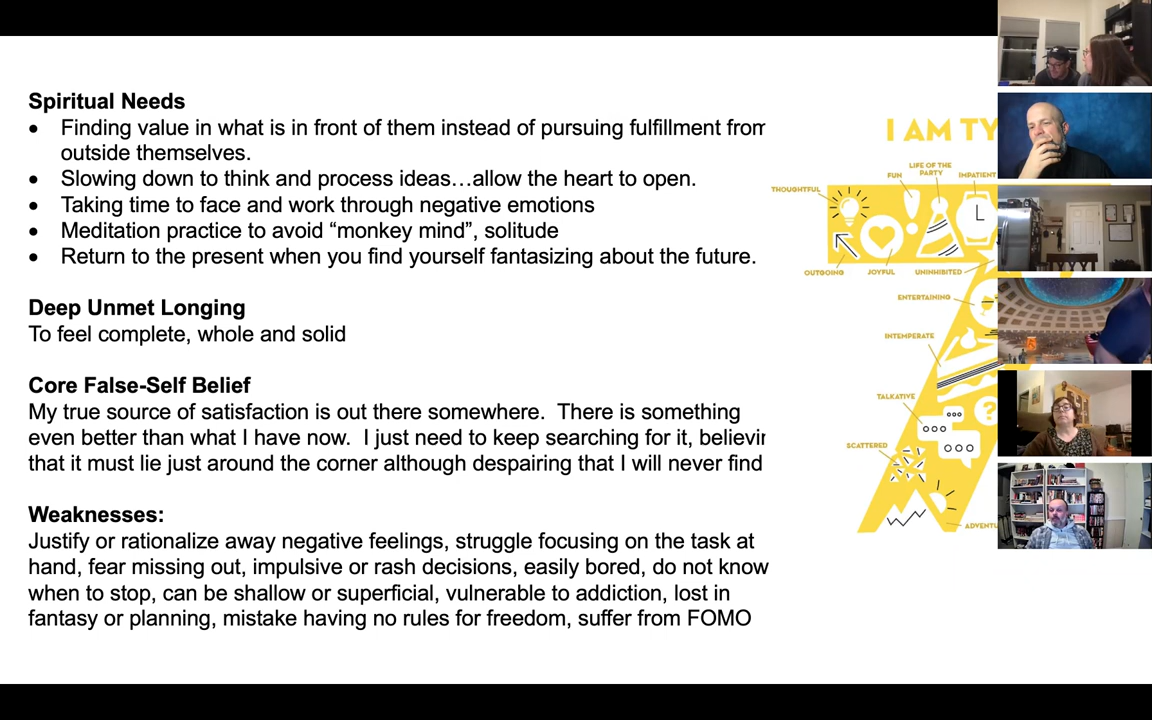 Spiritual Needs
• Finding value in what is in front of them instead of pursuing fulfillment from
outside themselves.
• Slowing down to think and process ideas…allow the heart to open.
• Taking time to face and work through negative emotions
• Meditation practice to avoid “monkey mind”, solitude
• Return to the present when you find yourself fantasizing about the future.
Deep Unmet Longing
To feel complete, whole and solid
Core False-Self Belief
My true source of satisfaction is out there somewhere.  There is something
even better than what I have now.  I just need to keep searching for it, believin
that it must lie just around the corner although despairing that I will never find
Weaknesses:
Justify or rationalize away negative feelings, struggle focusing on the task at
hand, fear missing out, impulsive or rash decisions, easily bored, do not know
when to stop, can be shallow or superficial, vulnerable to addiction, lost in
fantasy or planning, mistake having no rules for freedom, suffer from FOMO
I AM TY
LIFE OF THE
PARTY
FUN
IMPATIENT
THOUGHTFUL
OUTGOING
JOYFUL
UNINHIBITED
ENTERTAINING
INTEMPERATE
TALKATIVE
?
SCATTERED
ADVENTU